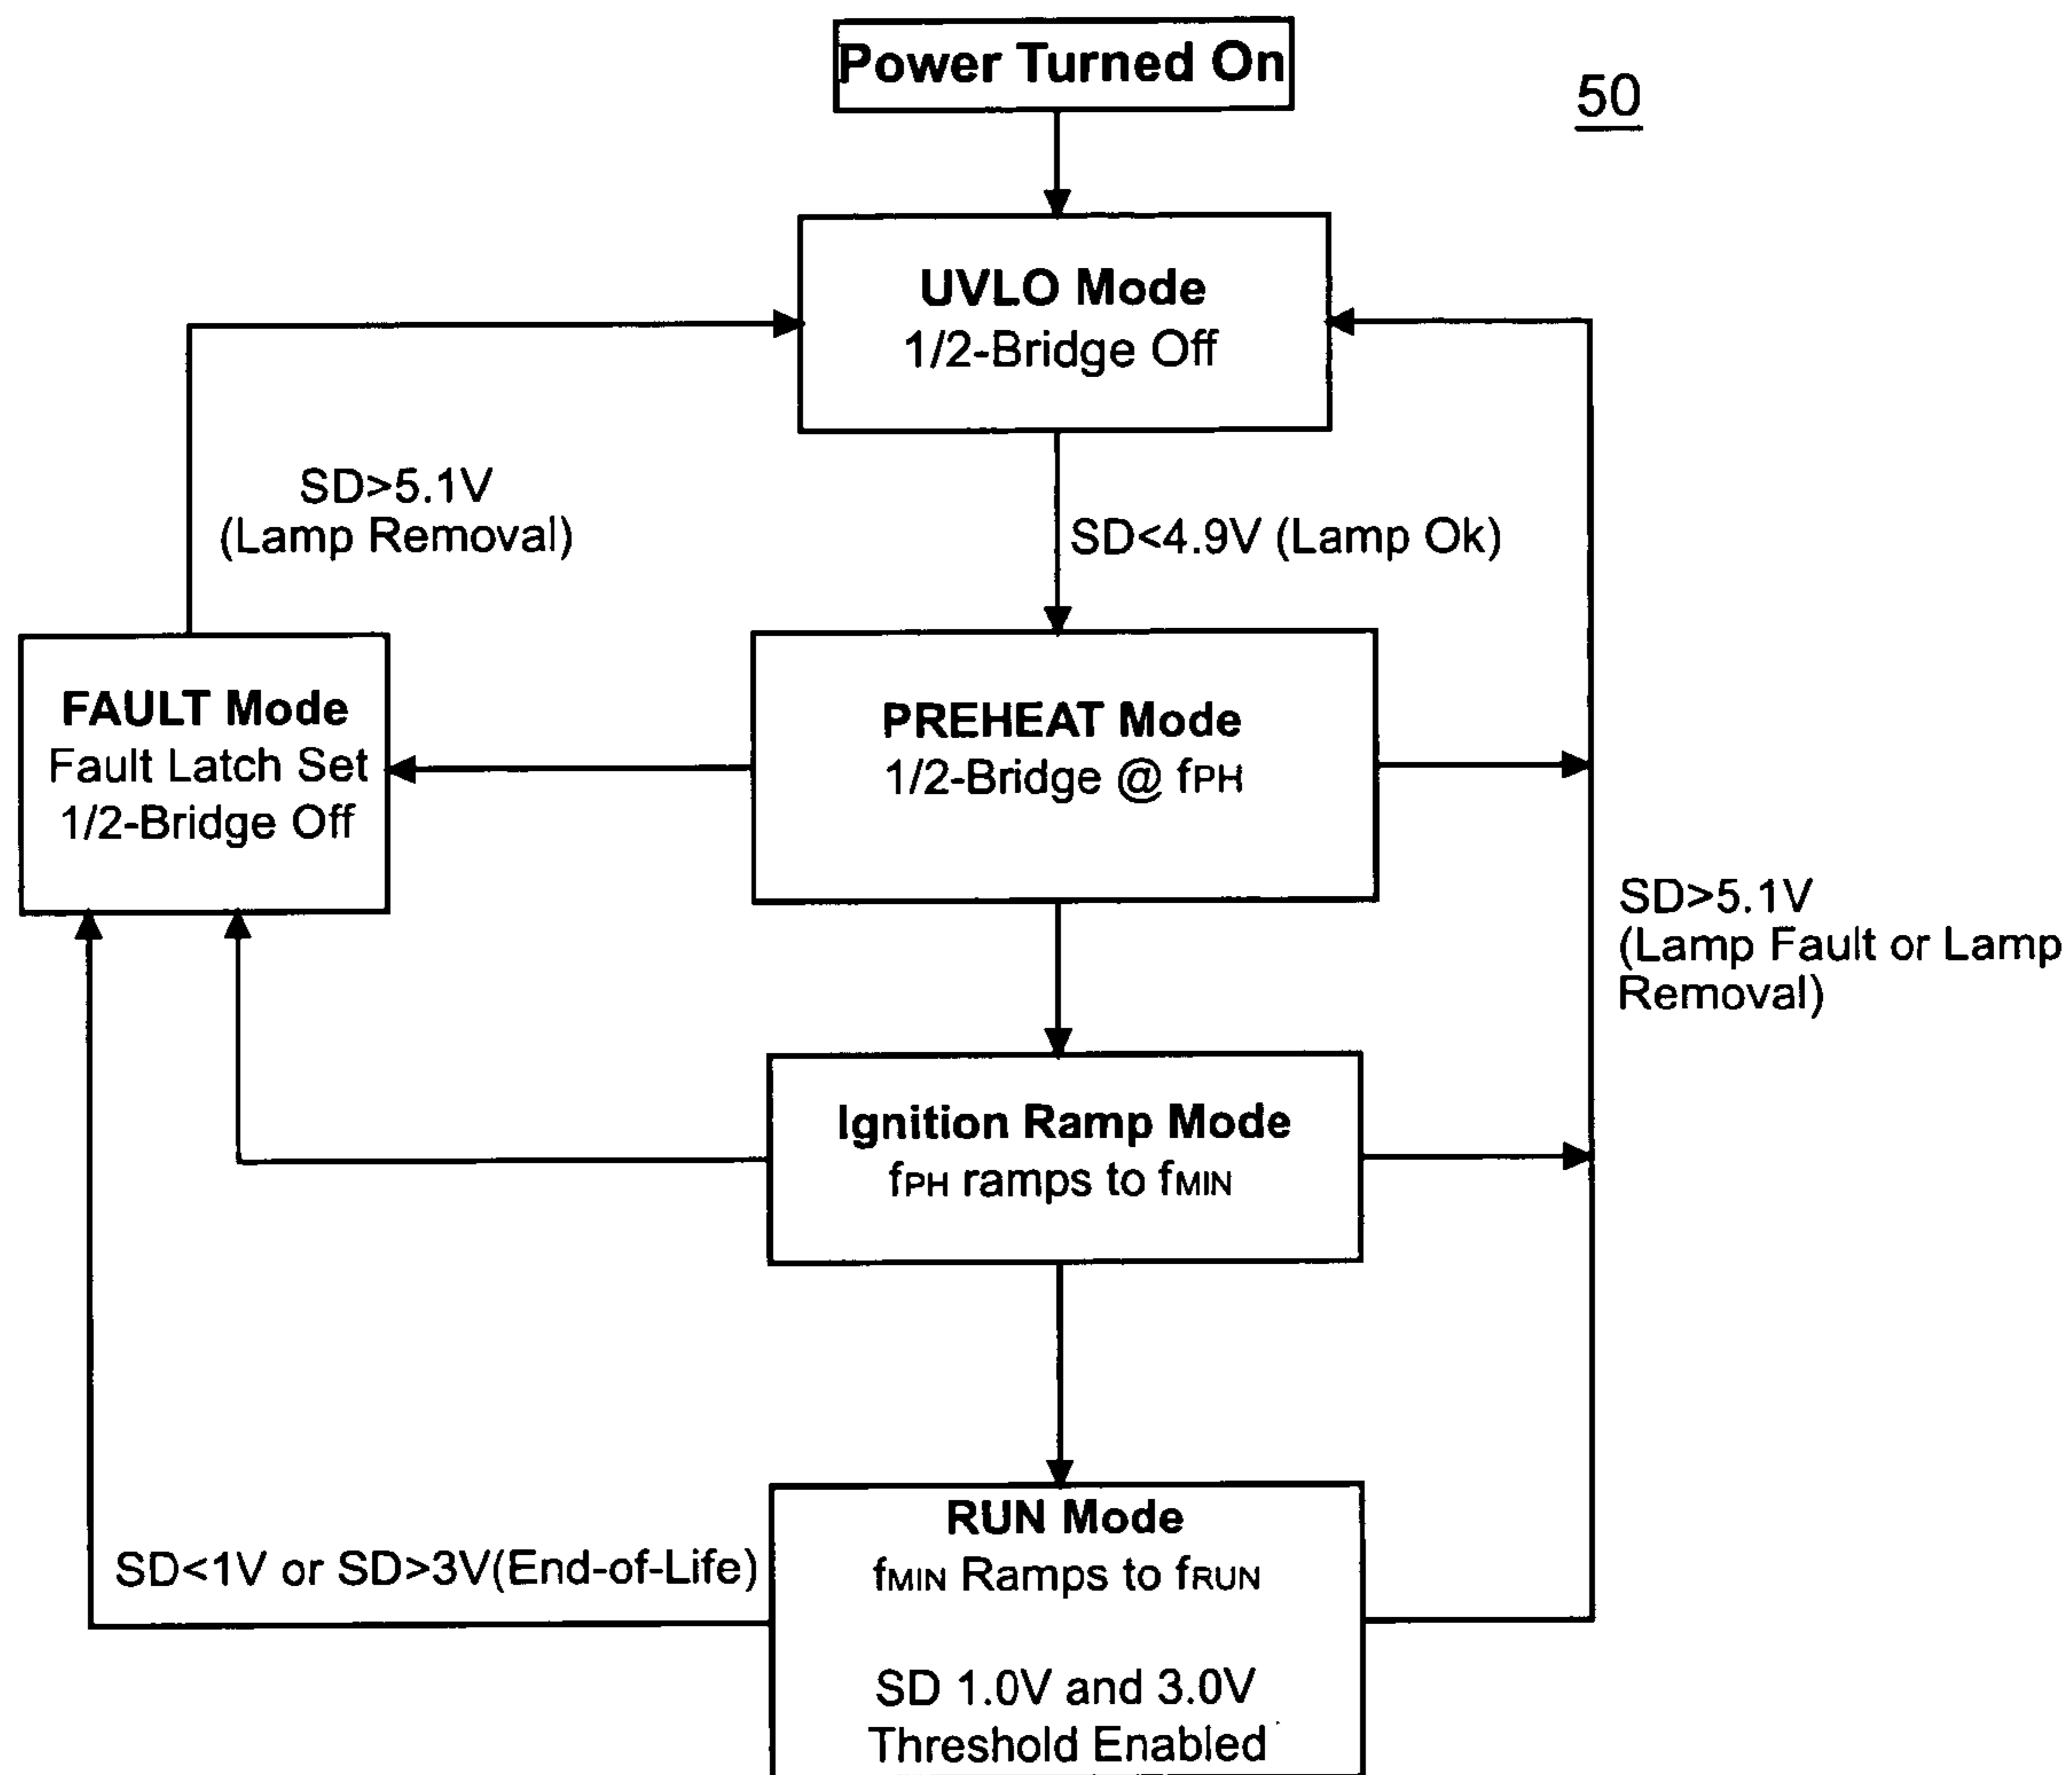 Power Turned On
50
UVLO Mode
1/2-Bridge Off
SD>5.1V
(Lamp Removal)
SD<4.9V (Lamp Ok)
FAULT Mode
Fault Latch Set
1/2-Bridge Off
PREHEAT Mode
1/2-Bridge @ fPH
SD>5.1V
(Lamp Fault or Lamp
Removal)
Ignition Ramp Mode
fPH ramps to fMIN
SD<1V or SD>3V(End-of-Life)
RUN Mode
fMIN Ramps to fRUN
SD 1.0V and 3.0V
Threshold Enabled